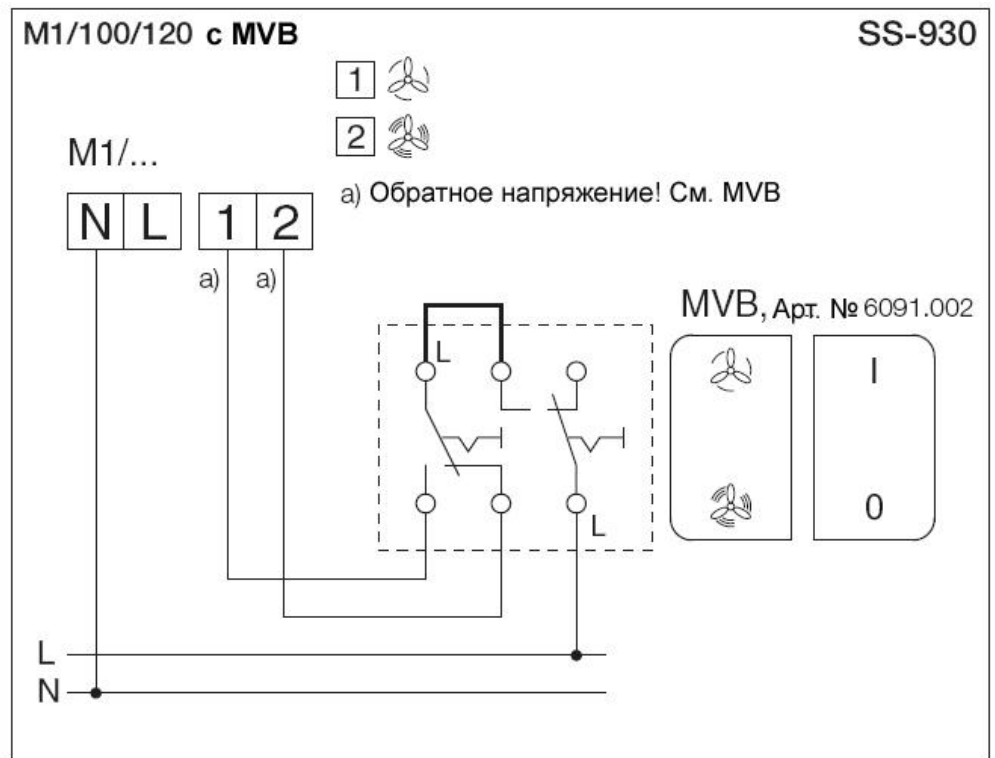 M1/100/120 с MVB
SS-930
1
2
M1/...
а) Обратное напряжение! См. MVB
N L 1 2
a) a)
MVB, Арт. № 6091.002
L
I
0
L
L
N